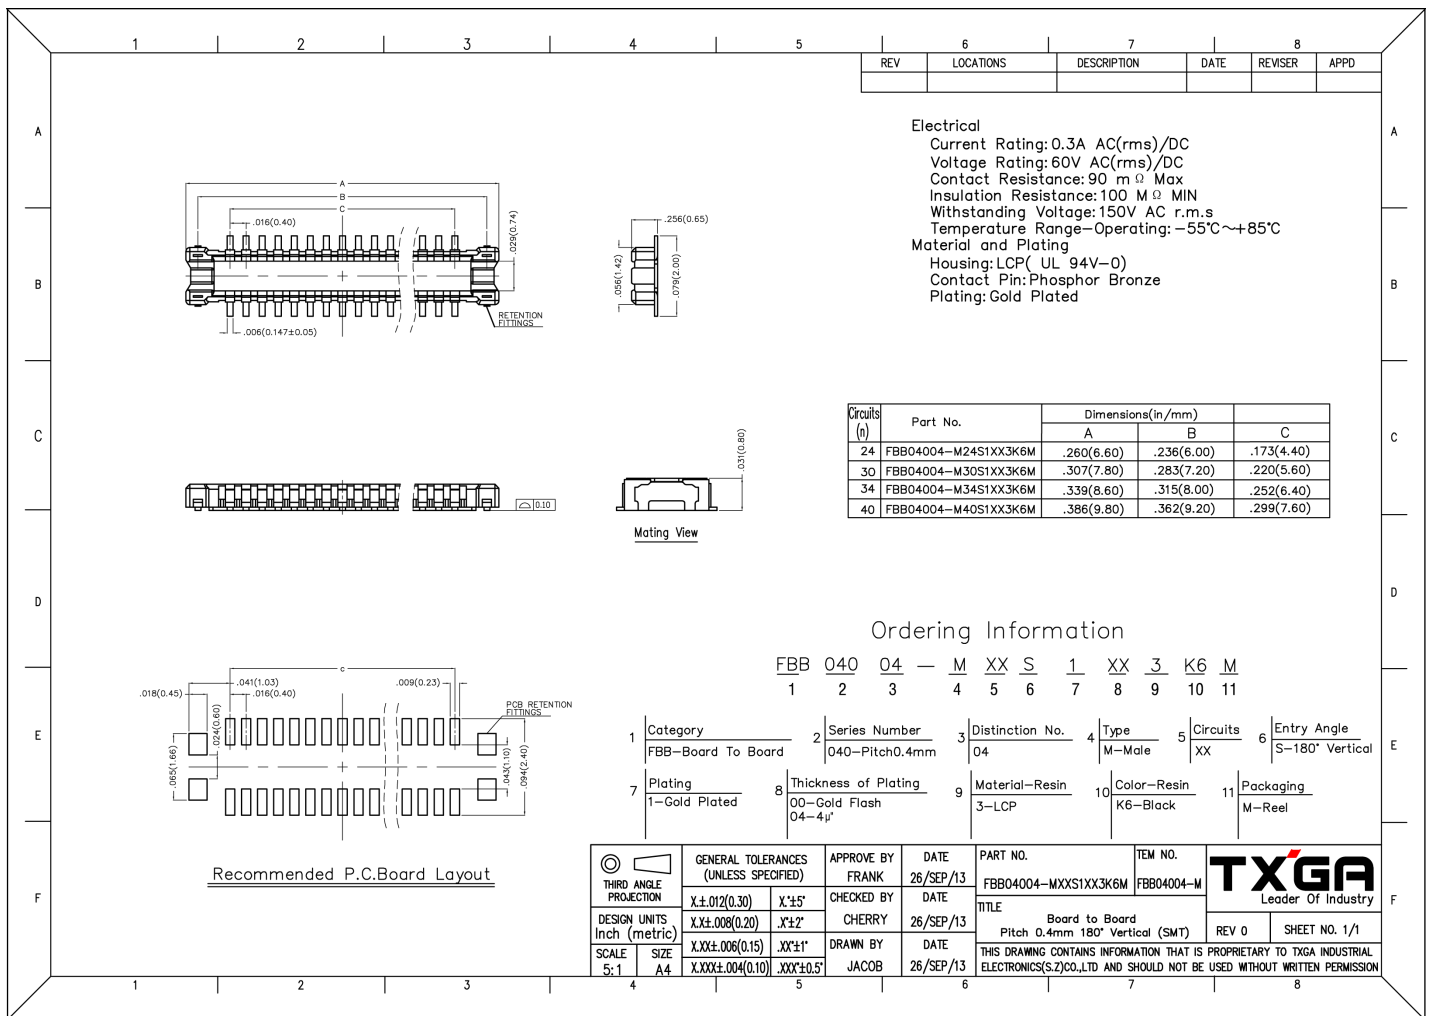 1 2 3 4 5 6 7 8
REV LOCATIONS DESCRIPTION DATE REVISER APPD
A A
B B
C C
D D
E E
F F
Electrical
Current Rating:0.3A AC(rms)/DC
Voltage Rating:60V AC(rms)/DC
Contact Resistance:90 mΩ Max
Insulation Resistance:100 MΩ MIN
Withstanding Voltage:150V AC r.m.s
Temperature Range-Operating:-55°C~+85°C
Material and Plating
Housing:LCP( UL 94V-0)
Contact Pin:Phosphor Bronze
Plating:Gold Plated
A
B
C
.016(0.40)
.029(0.74)
.006(0.147±0.05)
RETENTION
FITTINGS
.256(0.65)
.056(1.42)
.079(2.00)
0.10
.031(0.80)
Mating View
Circuits (n) Part No. Dimensions(in/mm)
A B C
24 FBB04004-M24S1XX3K6M .260(6.60) .236(6.00) .173(4.40)
30 FBB04004-M30S1XX3K6M .307(7.80) .283(7.20) .220(5.60)
34 FBB04004-M34S1XX3K6M .339(8.60) .315(8.00) .252(6.40)
40 FBB04004-M40S1XX3K6M .386(9.80) .362(9.20) .299(7.60)
Ordering Information
FBB 040 04 - M XX S 1 XX 3 K6 M
1 2 3 4 5 6 7 8 9 10 11
1 Category
FBB-Board To Board
2 Series Number
040-Pitch0.4mm
3 Distinction No.
04
4 Type
M-Male
5 Circuits
XX
6 Entry Angle
S-180° Vertical
7 Plating
1-Gold Plated
8 Thickness of Plating
00-Gold Flash
04-4μ"
9 Material-Resin
3-LCP
10 Color-Resin
K6-Black
11 Packaging
M-Reel
c
.041(1.03)
.016(0.40)
.009(0.23)
.018(0.45)
.024(0.60)
.065(1.66)
.043(1.10)
.094(2.40)
PCB RETENTION
FITTINGS
Recommended P.C.Board Layout
THIRD ANGLE
PROJECTION
DESIGN UNITS
Inch (metric)
SCALE SIZE
5:1 A4
GENERAL TOLERANCES
(UNLESS SPECIFIED)
X.±.012(0.30) X.°±5°
X.X±.008(0.20) .X°±2°
X.XX±.006(0.15) .XX°±1°
X.XXX±.004(0.10) .XXX°±0.5°
APPROVE BY DATE
FRANK 26/SEP/13
CHECKED BY DATE
CHERRY 26/SEP/13
DRAWN BY DATE
JACOB 26/SEP/13
PART NO.
FBB04004-MXXS1XX3K6M
TEM NO.
FBB04004-M
TITLE
Board to Board
Pitch 0.4mm 180° Vertical (SMT)
TXGA
Leader Of Industry
REV 0 SHEET NO. 1/1
THIS DRAWING CONTAINS INFORMATION THAT IS PROPRIETARY TO TXGA INDUSTRIAL
ELECTRONICS(S.Z)CO.,LTD AND SHOULD NOT BE USED WITHOUT WRITTEN PERMISSION
1 2 3 4 5 6 7 8